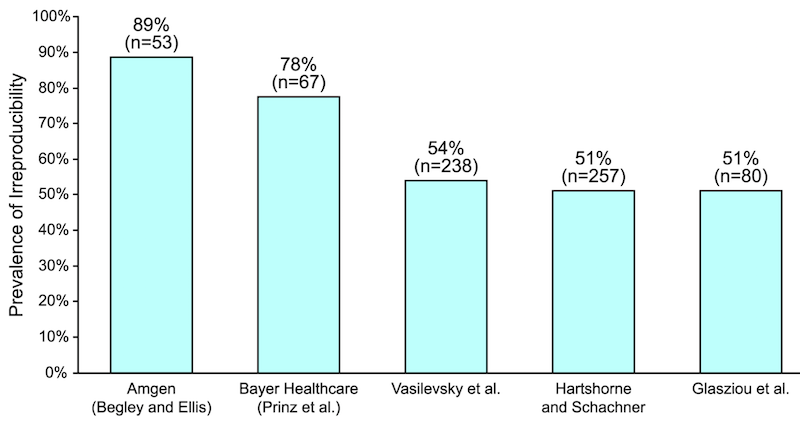 100%
90%
80%
70%
60%
50%
40%
30%
20%
10%
0%
Prevalence of Irreproducibility
89%
(n=53)
78%
(n=67)
54%
(n=238)
51%
(n=257)
51%
(n=80)
Amgen
(Begley and Ellis)
Bayer Healthcare
(Prinz et al.)
Vasilevsky et al.
Hartshorne
and Schachner
Glasziou et al.